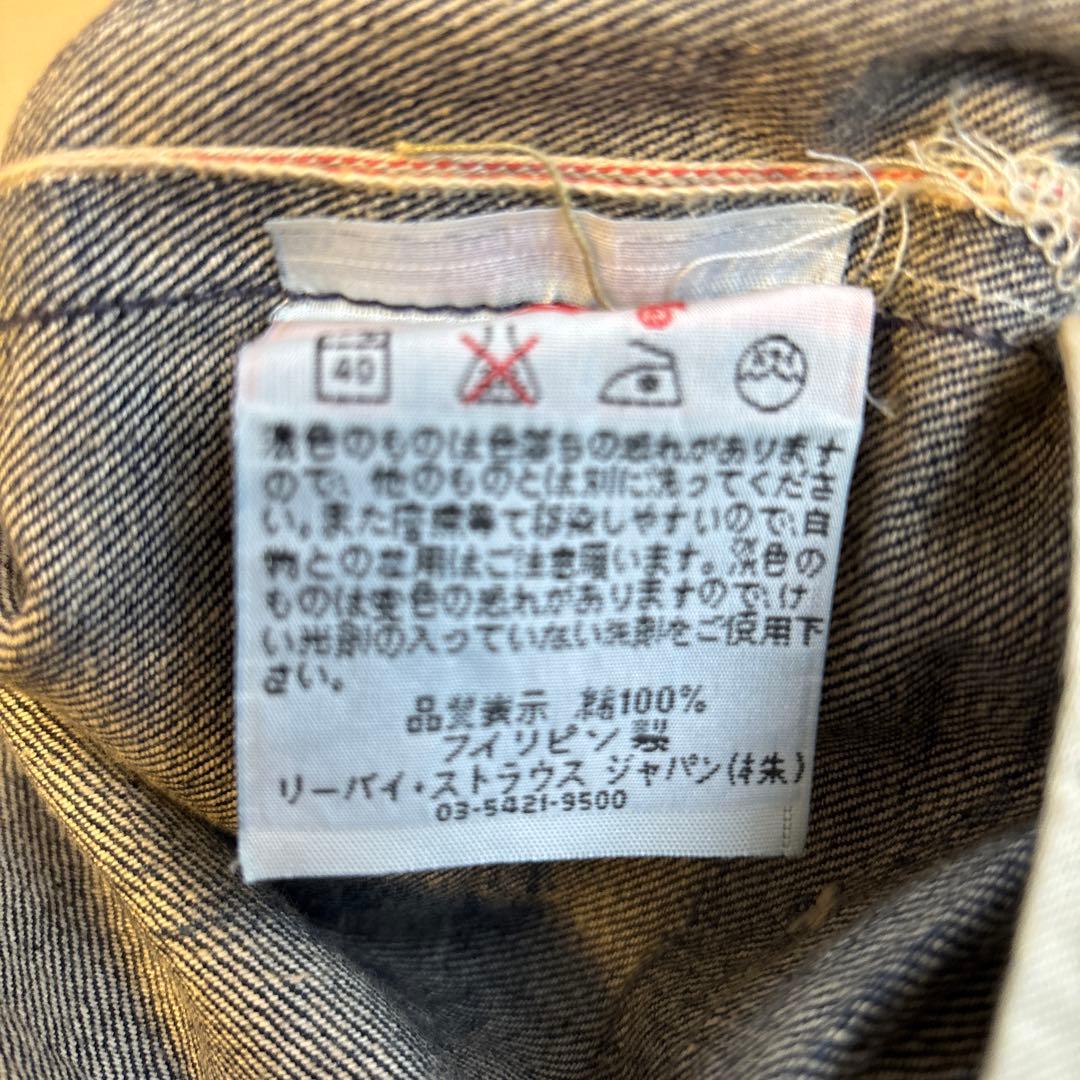 40
濃色のものは色落ちの恐れがあります
ので、他のものとは別に洗ってくださ
い。また摩擦等で移染しやすいので、白
物との着用はご注意願います。淡色の
ものは変色の恐れがありますので、け
い光剤の入っていない洗剤をご使用下
さい。
品質表示 綿100%
フィリピン製
リーバイ・ストラウス ジャパン(株)
03-5421-9500